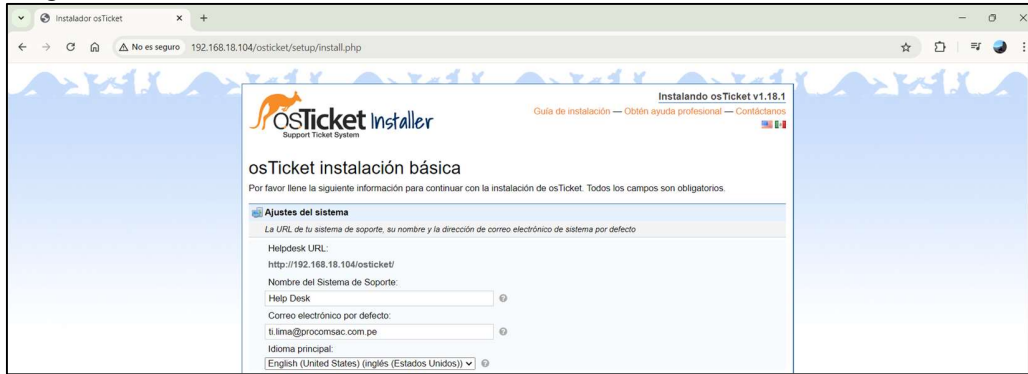 Instalador osTicket
No es seguro
192.168.18.104/osticket/setup/install.php
osTicket Installer
Support Ticket System
Instalando osTicket v1.18.1
Guía de instalación — Obtén ayuda profesional — Contáctanos
osTicket instalación básica
Por favor llene la siguiente información para continuar con la instalación de osTicket. Todos los campos son obligatorios.
Ajustes del sistema
La URL de tu sistema de soporte, su nombre y la dirección de correo electrónico de sistema por defecto
Helpdesk URL:
http://192.168.18.104/osticket/
Nombre del Sistema de Soporte:
Help Desk
Correo electrónico por defecto:
ti.lima@procomsac.com.pe
Idioma principal:
English (United States) (inglés (Estados Unidos))